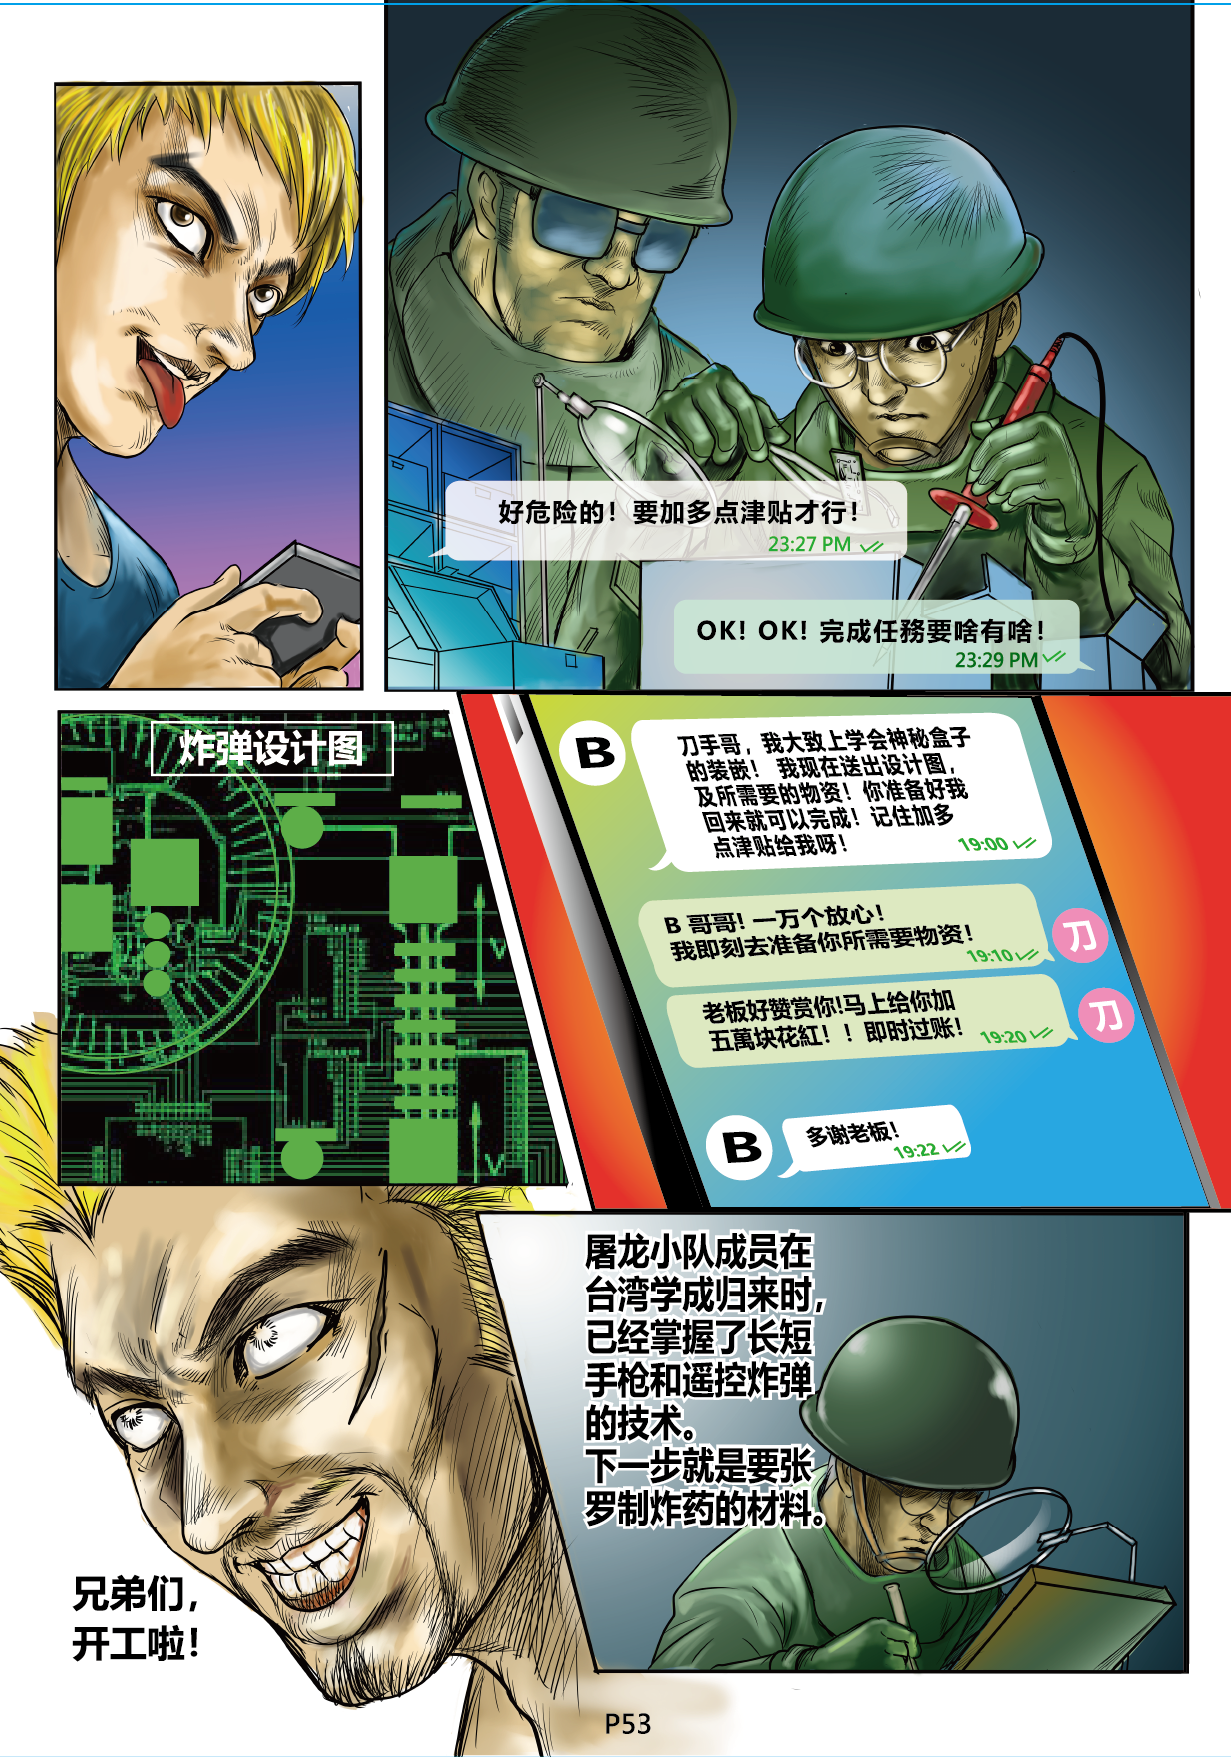 好危险的！要加多点津贴才行！
23:27 PM
OK! OK! 完成任務要啥有啥！
23:29 PM
炸弹设计图
V
V
B
刀手哥，我大致上学会神秘盒子
的装嵌！ 我现在送出设计图，
及所需要的物资！你准备好我
回来就可以完成！记住加多
点津贴给我呀！
19:00
B 哥哥！一万个放心！
我即刻去准备你所需要物资！
19:10
刀
老板好赞赏你!马上给你加
五萬块花紅！！即时过账！
19:20
刀
B
多谢老板！
19:22
屠龙小队成员在
台湾学成归来时，
已经掌握了长短
手枪和遥控炸弹
的技术。
下一步就是要张
罗制炸药的材料。
兄弟们，
开工啦！
P53